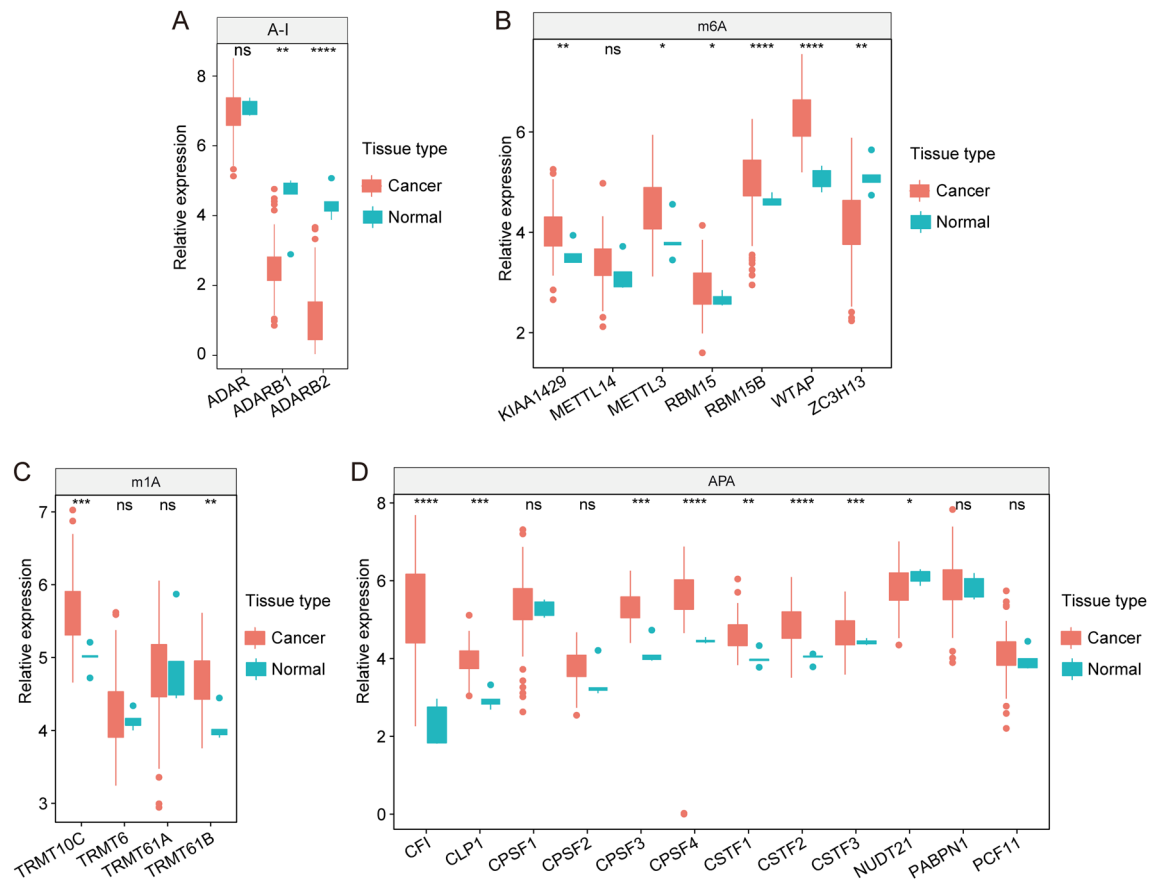 A
A-I
ns ** ****
8
6
4
2
0
Relative expression
ADAR
ADARB1
ADARB2
Tissue type
Cancer
Normal
B
m6A
** ns * * **** **** **
6
4
2
Relative expression
KIAA1429
METTL14
METTL3
RBM15
RBM15B
WTAP
ZC3H13
Tissue type
Cancer
Normal
C
m1A
*** ns ns **
7
6
5
4
3
Relative expression
TRMT10C
TRMT6
TRMT61A
TRMT61B
Tissue type
Cancer
Normal
D
APA
**** *** ns ns *** **** ** **** *** * ns ns
8
6
4
2
0
Relative expression
CFI
CLP1
CPSF1
CPSF2
CPSF3
CPSF4
CSTF1
CSTF2
CSTF3
NUDT21
PABPN1
PCF11
Tissue type
Cancer
Normal